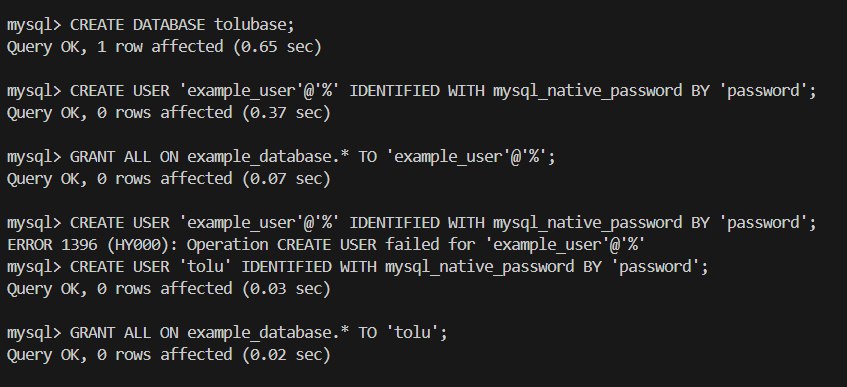 mysql> CREATE DATABASE tolubase;
Query OK, 1 row affected (0.65 sec)
mysql> CREATE USER 'example_user'@'%' IDENTIFIED WITH mysql_native_password BY 'password';
Query OK, 0 rows affected (0.37 sec)
mysql> GRANT ALL ON example_database.* TO 'example_user'@'%';
Query OK, 0 rows affected (0.07 sec)
mysql> CREATE USER 'example_user'@'%' IDENTIFIED WITH mysql_native_password BY 'password';
ERROR 1396 (HY000): Operation CREATE USER failed for 'example_user'@'%'
mysql> CREATE USER 'tolu' IDENTIFIED WITH mysql_native_password BY 'password';
Query OK, 0 rows affected (0.03 sec)
mysql> GRANT ALL ON example_database.* TO 'tolu';
Query OK, 0 rows affected (0.02 sec)